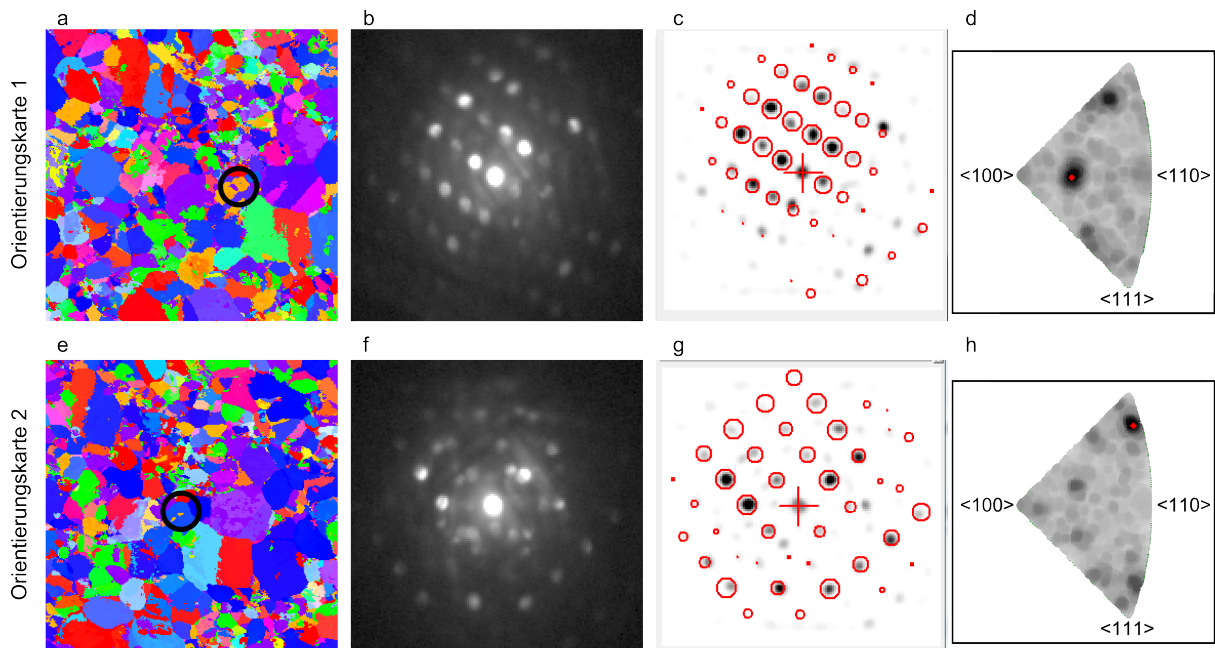 a b c d
Orientierungskarte 1
<100>
<110>
<111>
e f g h
Orientierungskarte 2
<100>
<110>
<111>